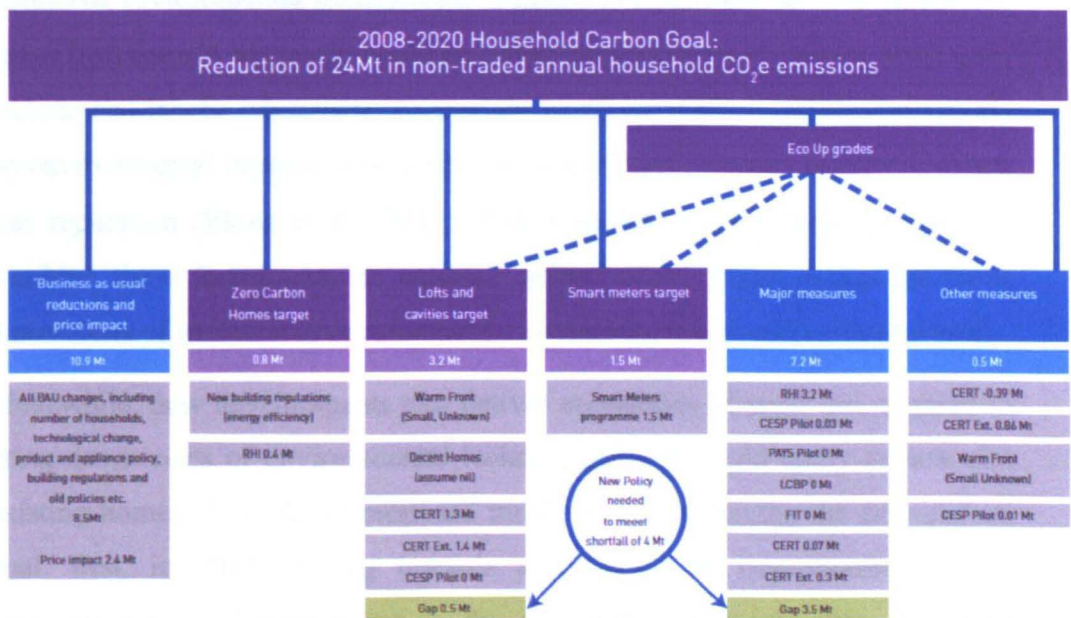 2008-2020 Household Carbon Goal:
Reduction of 24Mt in non-traded annual household CO₂e emissions
Eco Up grades
"Business as usual"
reductions and
price impact
10.9 Mt
All BAU changes, including
number of households,
technological change,
product and appliance policy,
building regulations and
old policies etc.
8.5Mt
Price impact 2.4 Mt
Zero Carbon
Homes target
0.8 Mt
New building regulations
(energy efficiency)
RHI 0.4 Mt
Lofts and
cavities target
3.2 Mt
Warm Front
(Small, Unknown)
Decent Homes
(assume nil)
CERT 1.3 Mt
CERT Ext. 1.4 Mt
CESP Pilot 0 Mt
Gap 0.5 Mt
Smart meters target
1.5 Mt
Smart Meters
programme 1.5 Mt
New Policy
needed
to meeet
shortfall of 4 Mt
Major measures
7.2 Mt
RHI 3.2 Mt
CESP Pilot 0.03 Mt
PAYS Pilot 0 Mt
LCBP 0 Mt
FIT 0 Mt
CERT 0.07 Mt
CERT Ext. 0.3 Mt
Gap 3.5 Mt
Other measures
0.5 Mt
CERT -0.39 Mt
CERT Ext. 0.86 Mt
Warm Front
(Small Unknown)
CESP Pilot 0.01 Mt